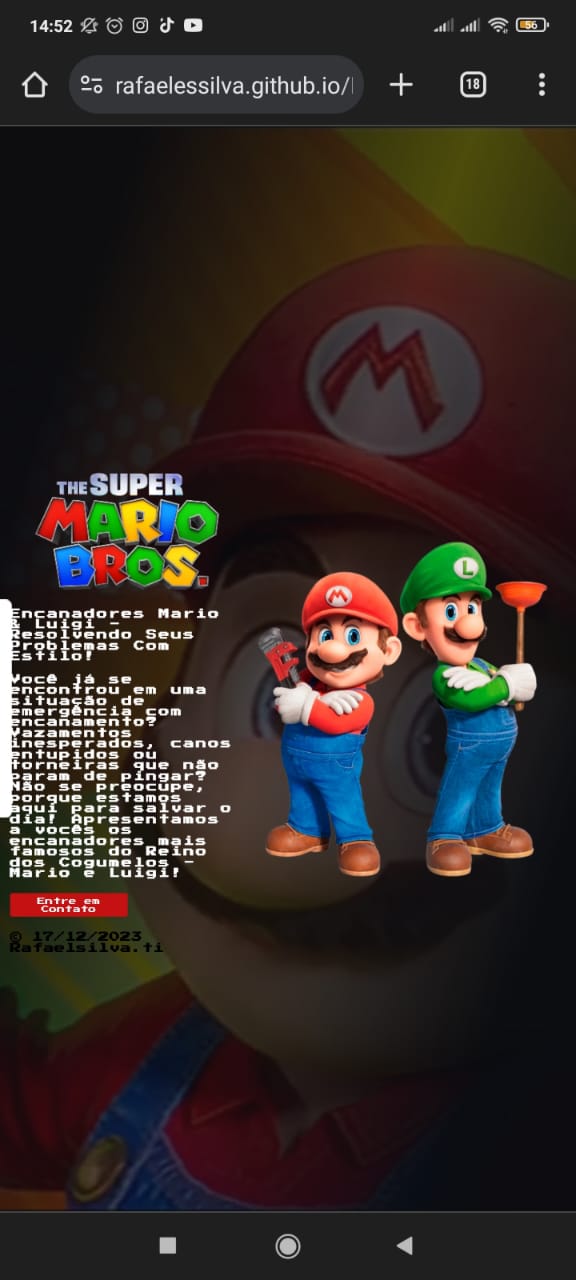 14:52
56
rafaelessilva.github.io/
18
THE SUPER
MARIO
BROS.
Encanadores Mario
& Luigi -
Resolvendo Seus
Problemas Com
Estilo!
Você já se
encontrou em uma
situação de
emergência com
encanamento?
Vazamentos
inesperados, canos
entupidos ou
torneiras que não
param de pingar?
Não se preocupe,
porque estamos
aqui para salvar o
dia! Apresentamos
a vocês os
encanadores mais
famosos do Reino
dos Cogumelos -
Mario e Luigi!
Entre em
Contato
© 17/12/2023
Rafaelsilva.ti
M
M
L